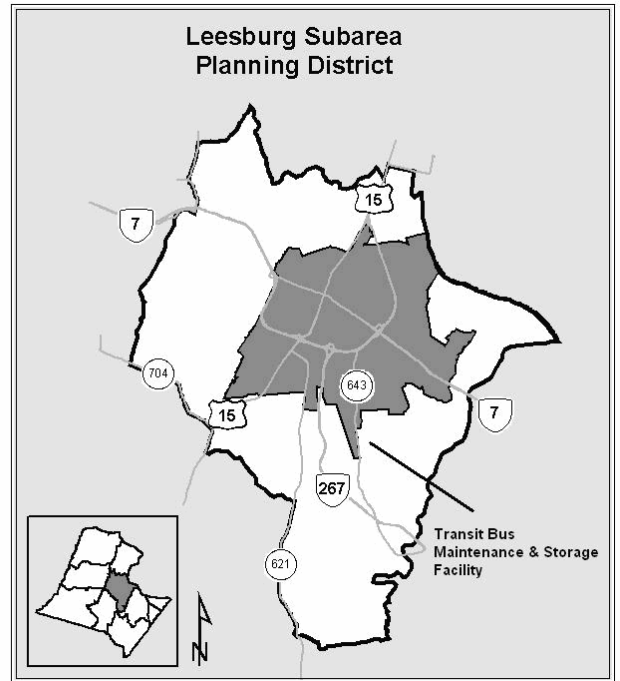 Leesburg Subarea
Planning District
15
7
704
643
15
7
267
Transit Bus
Maintenance & Storage
Facility
621
N